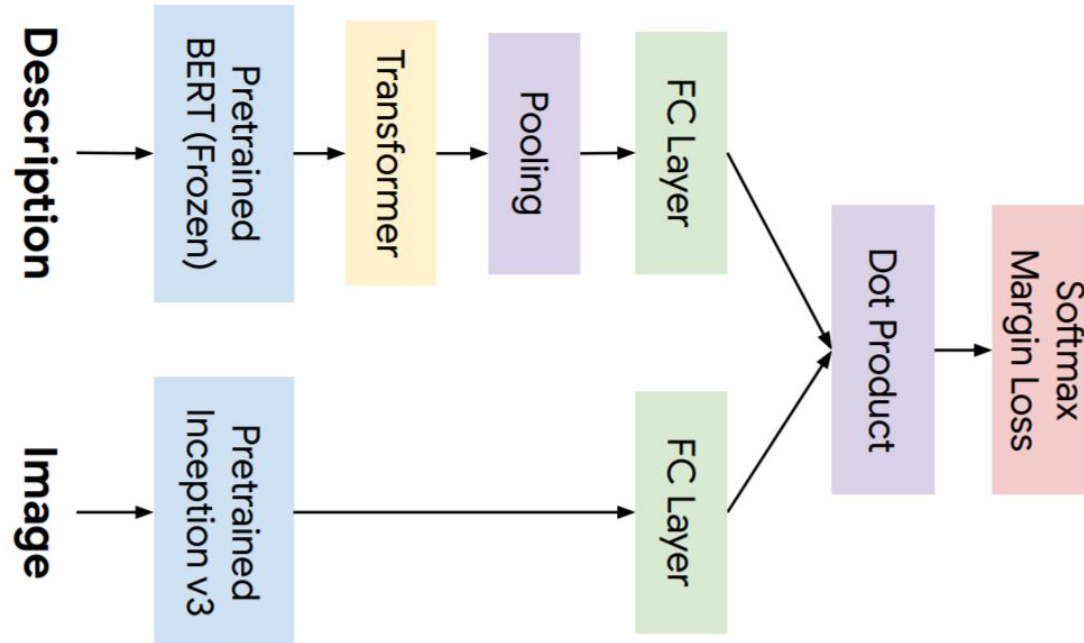 Description
Pretrained
BERT (Frozen)
Transformer
Pooling
FC Layer
Image
Pretrained
Inception v3
FC Layer
Dot Product
Softmax
Margin Loss